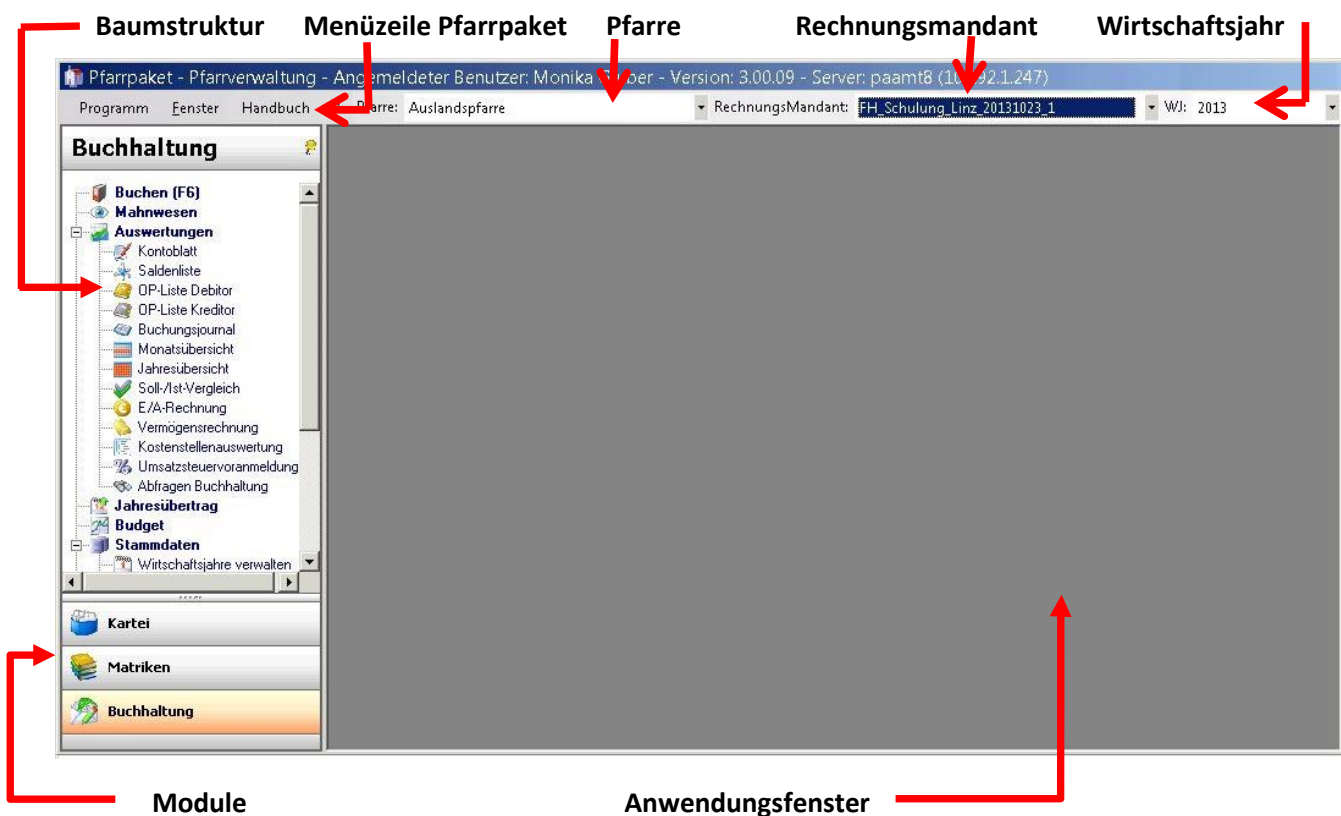 Baumstruktur Menüzeile Pfarrpaket Pfarre Rechnungsmandant Wirtschaftsjahr
Pfarrpaket - Pfarrverwaltung - Angemeldeter Benutzer: Monika - Version: 3.00.09 - Server: paamt8
Programm Fenster Handbuch Pfarre: Auslandspfarre RechnungsMandant: FH_Schulung_Linz_20131023_1 WJ: 2013
Buchhaltung
Buchen (F6)
Mahnwesen
Auswertungen
Kontoblatt
Saldenliste
OP-Liste Debitor
OP-Liste Kreditor
Buchungsjournal
Monatsübersicht
Jahresübersicht
Soll-/Ist-Vergleich
E/A-Rechnung
Vermögensrechnung
Kostenstellenauswertung
Umsatzsteuervoranmeldung
Abfragen Buchhaltung
Jahresübertrag
Budget
Stammdaten
Wirtschaftsjahre verwalten
Kartei
Matriken
Buchhaltung
Module Anwendungsfenster